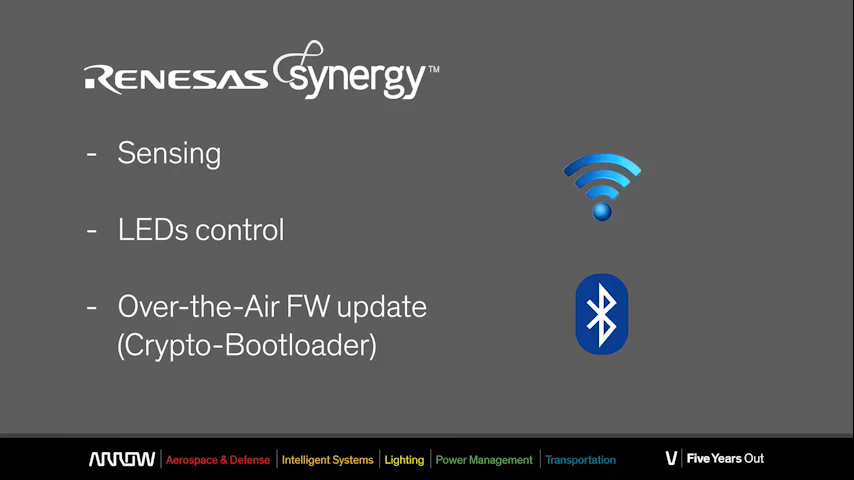 RENESAS synergy™
- Sensing
- LEDs control
- Over-the-Air FW update
(Crypto-Bootloader)
ARROW Aerospace & Defense Intelligent Systems Lighting Power Management Transportation Five Years Out